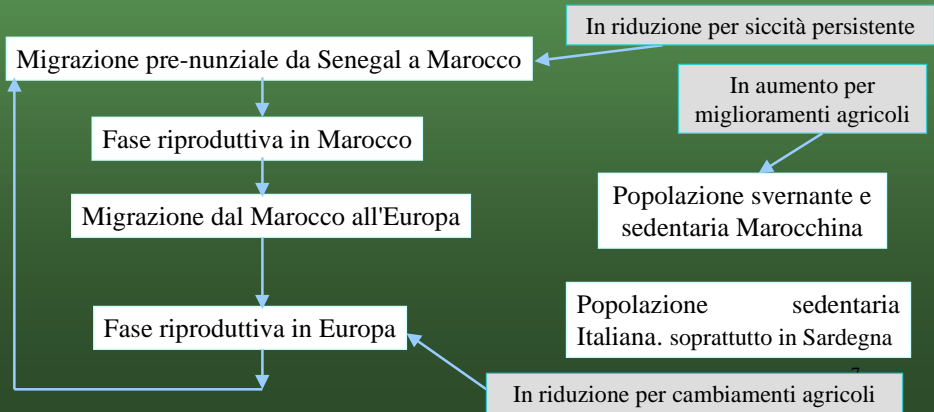 In riduzione per siccità persistente
Migrazione pre-nunziale da Senegal a Marocco
In aumento per
miglioramenti agricoli
Fase riproduttiva in Marocco
Popolazione svernante e
sedentaria Marocchina
Migrazione dal Marocco all'Europa
Popolazione sedentaria
Italiana. soprattutto in Sardegna
Fase riproduttiva in Europa
In riduzione per cambiamenti agricoli